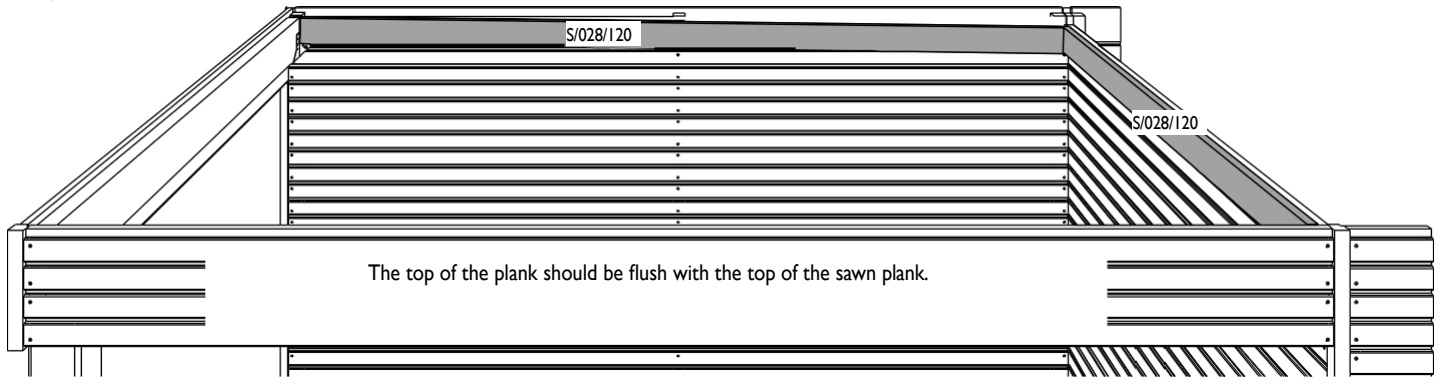 S/028/120
S/028/120
The top of the plank should be flush with the top of the sawn plank.